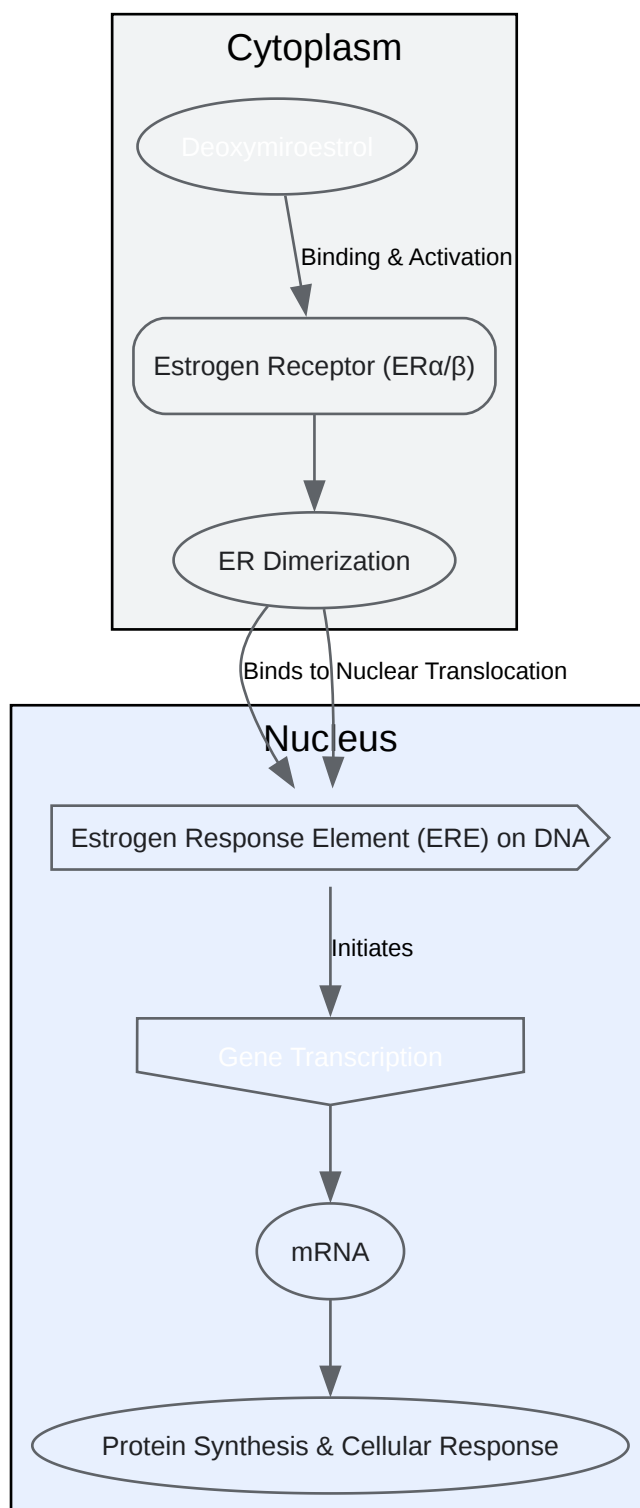 Cytoplasm
Deoxymiroestrol
Binding & Activation
Estrogen Receptor (ERα/β)
ER Dimerization
Binds to
Nuclear Translocation
Nucleus
Estrogen Response Element (ERE) on DNA
Initiates
Gene Transcription
mRNA
Protein Synthesis & Cellular Response